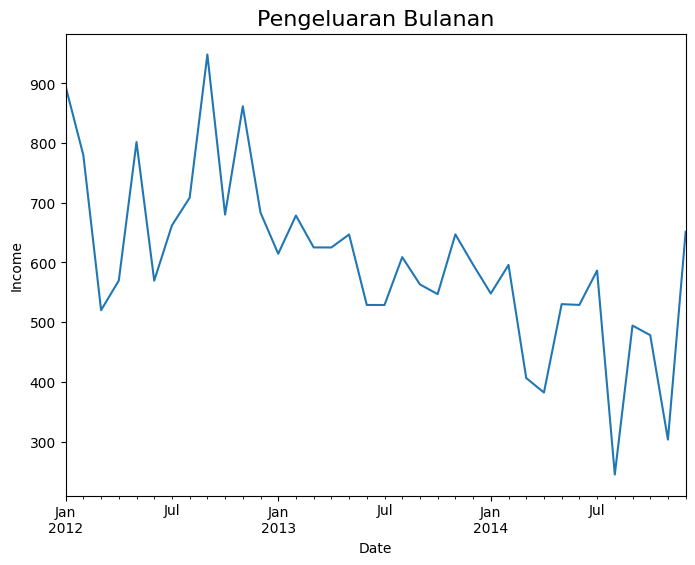 Pengeluaran Bulanan
Income
900
800
700
600
500
400
300
Jan
2012
Jul
Jan
2013
Jul
Jan
2014
Jul
Date